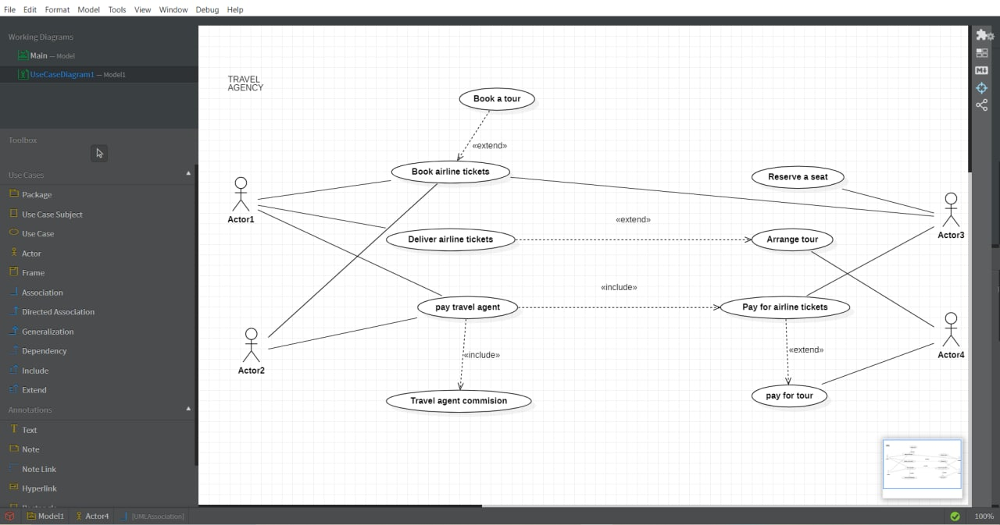 File Edit Format Model Tools View Window Debug Help
Working Diagrams
Main — Model
UseCaseDiagram1 — Model1
Toolbox
Use Cases
Package
Use Case Subject
Use Case
Actor
Frame
Association
Directed Association
Generalization
Dependency
Include
Extend
Annotations
Text
Note
Note Link
Hyperlink
TRAVEL
AGENCY
Book a tour
«extend»
Book airline tickets
Reserve a seat
Actor1
«extend»
Actor3
Deliver airline tickets
Arrange tour
«include»
pay travel agent
Pay for airline tickets
«include»
«extend»
Actor4
Actor2
Travel agent commision
pay for tour
M
Model1 Actor4 [UMLAssociation]
100%